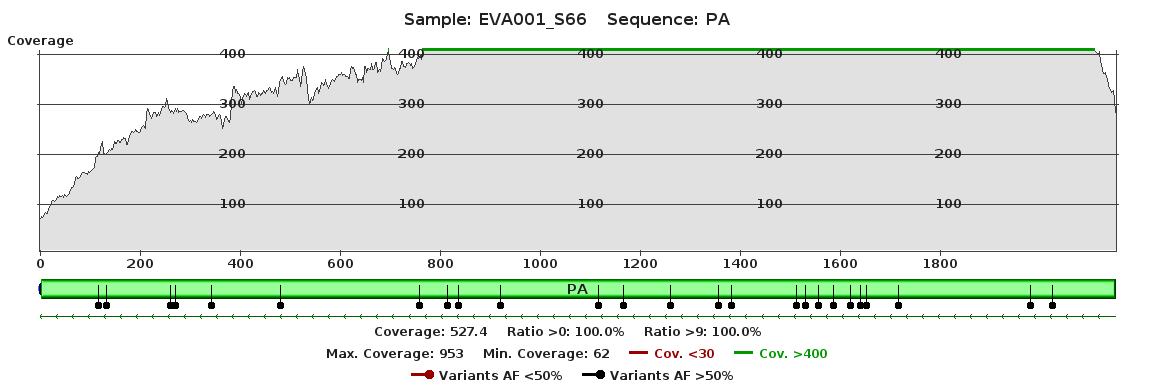 Sample: EVA001_S66 Sequence: PA
Coverage
400 400 400 400 400
300 300 300 300 300
200 200 200 200 200
100 100 100 100 100
0 200 400 600 800 1000 1200 1400 1600 1800
PA
Coverage: 527.4 Ratio >0: 100.0% Ratio >9: 100.0%
Max. Coverage: 953 Min. Coverage: 62 Cov. <30 Cov. >400
Variants AF <50% Variants AF >50%